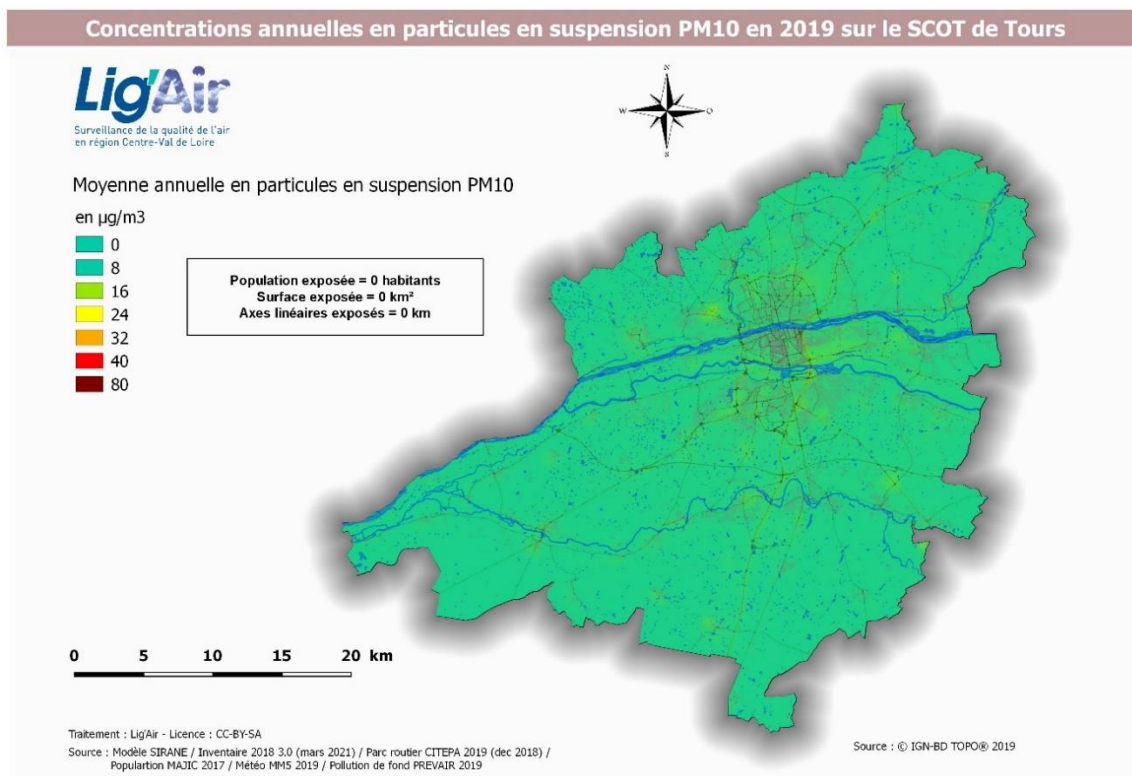 Concentrations annuelles en particules en suspension PM10 en 2019 sur le SCOT de Tours
Lig'Air
Surveillance de la qualité de l'air
en région Centre-Val de Loire
N
W
O
S
Moyenne annuelle en particules en suspension PM10
en µg/m3
0
8
16
24
32
40
80
Population exposée = 0 habitants
Surface exposée = 0 km²
Axes linéaires exposés = 0 km
0 5 10 15 20 km
Traitement : Lig'Air - Licence : CC-BY-SA
Source : Modèle SIRANE / Inventaire 2018 3.0 (mars 2021) / Parc routier CITEPA 2019 (dec 2018) /
Populartion MAJIC 2017 / Météo MM5 2019 / Pollution de fond PREVAIR 2019
Source : © IGN-BD TOPO® 2019